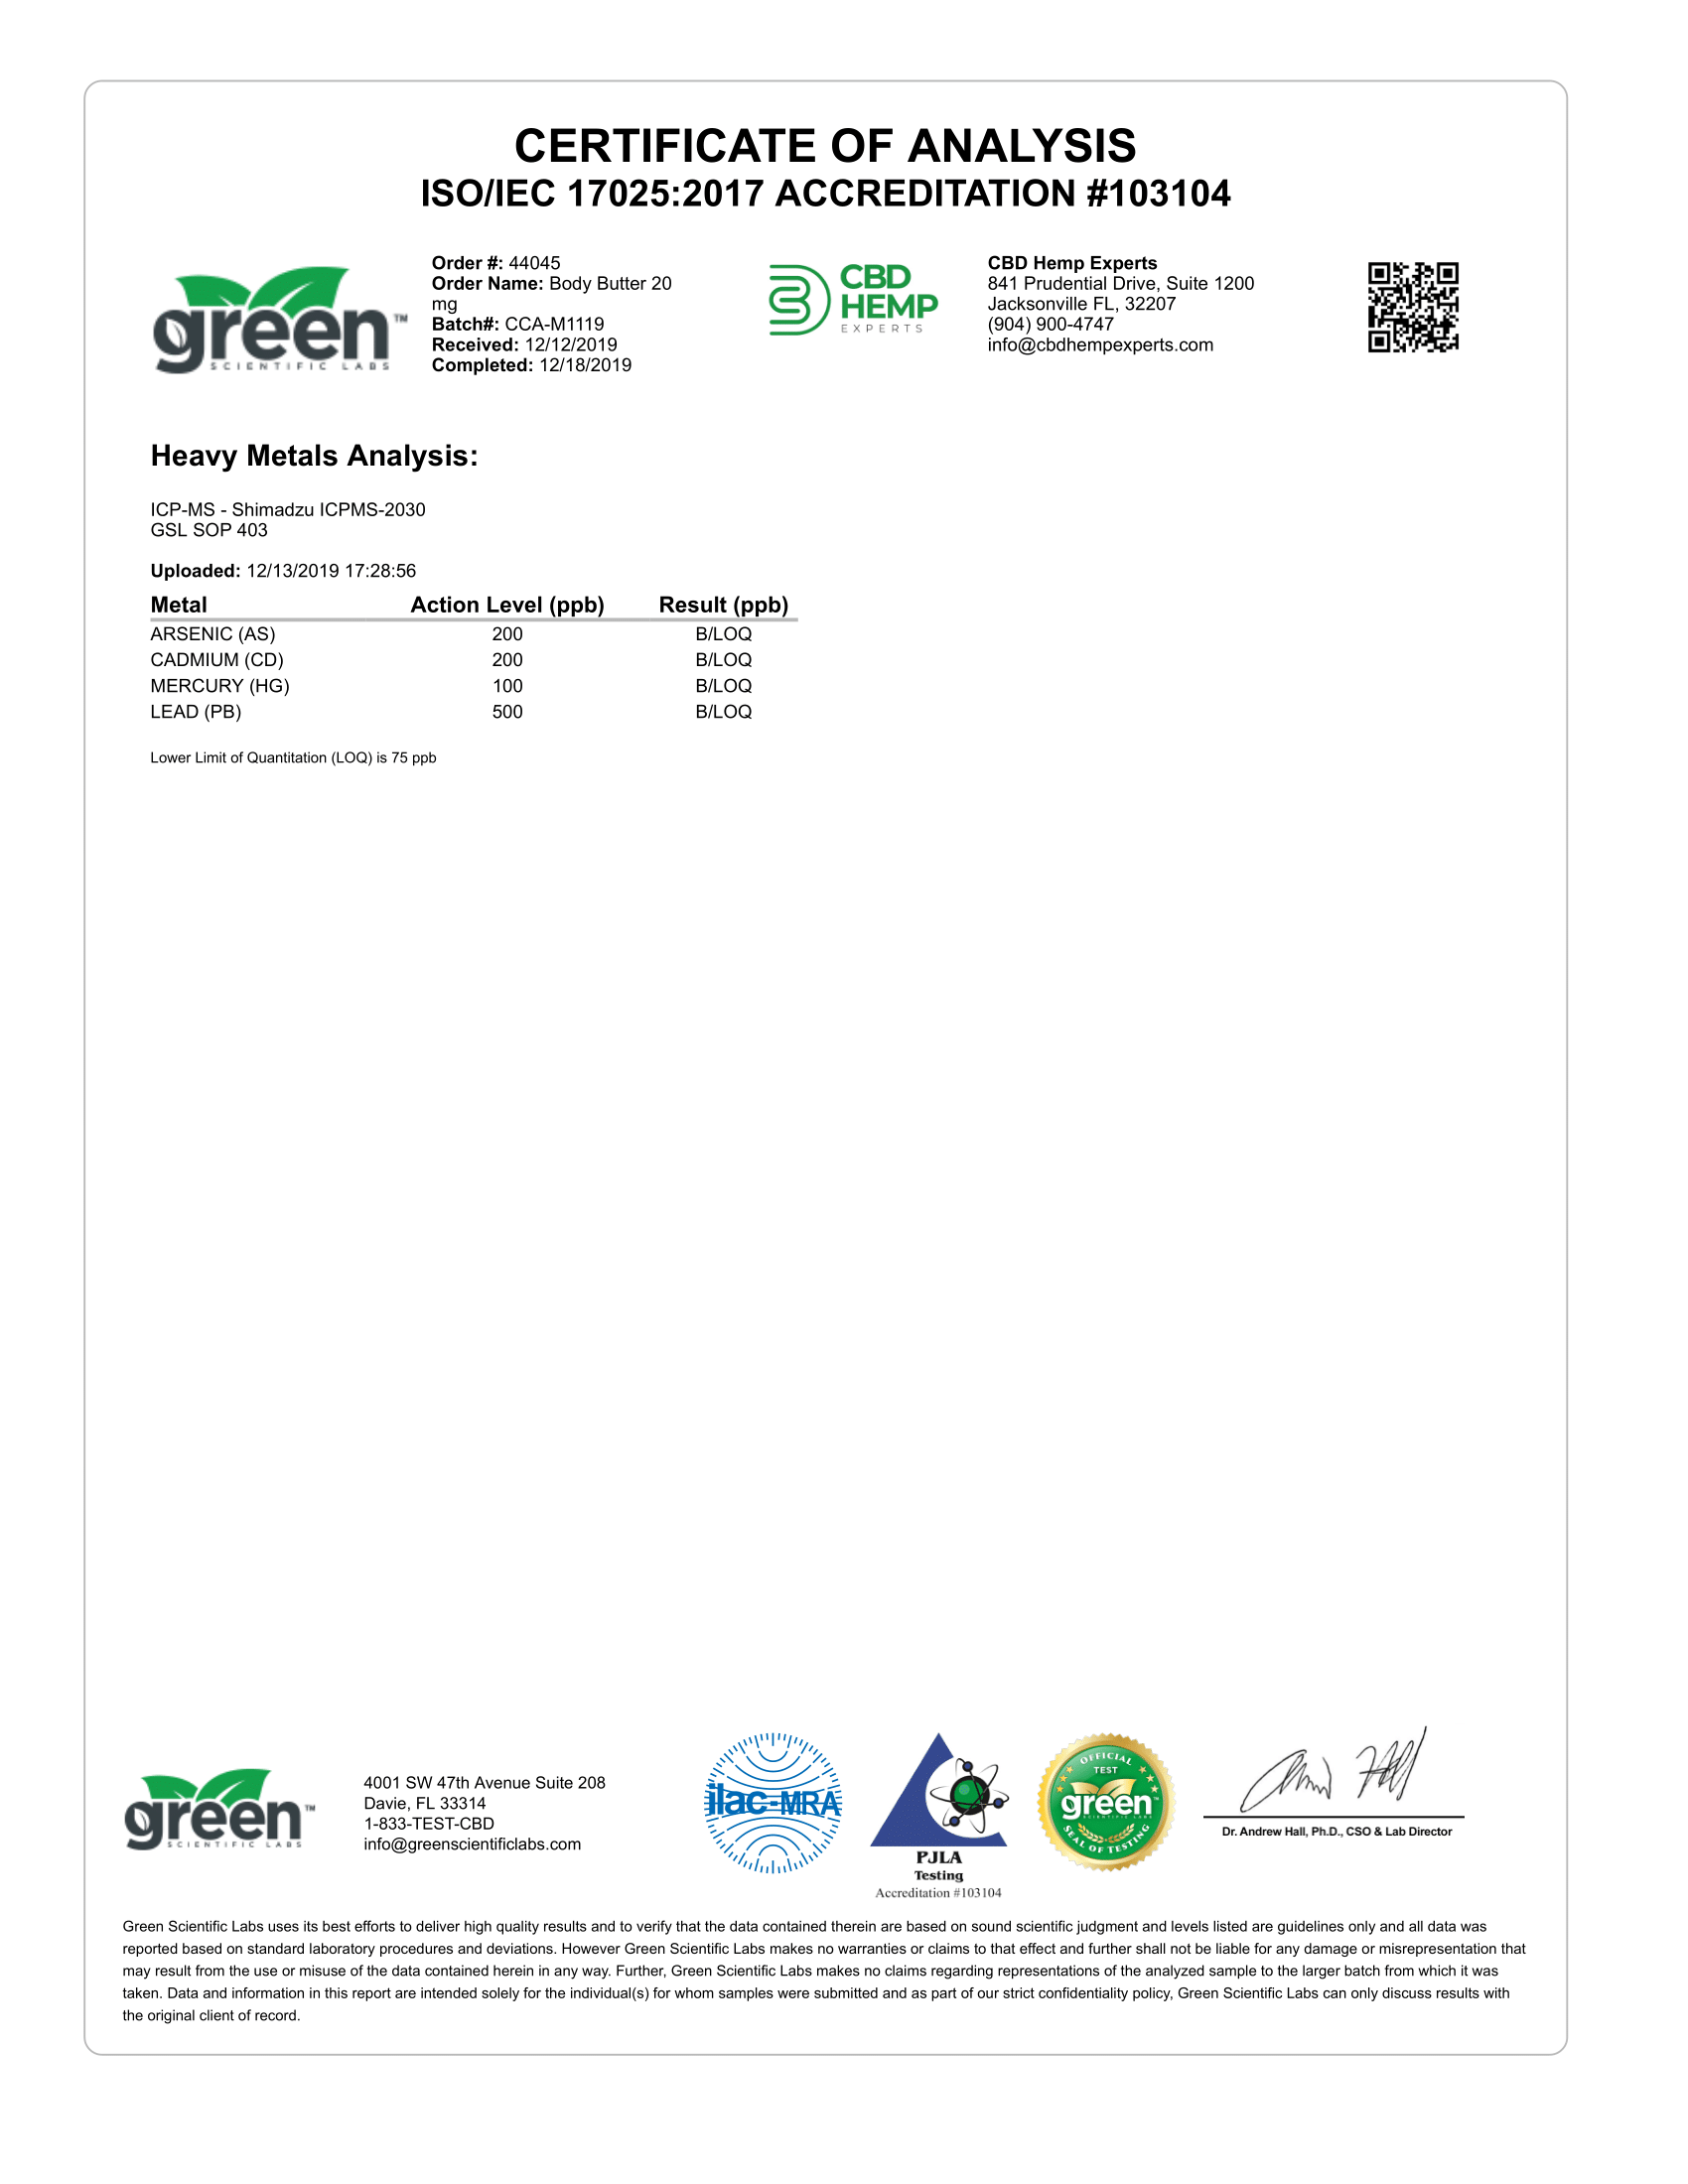 CERTIFICATE OF ANALYSIS
ISO/IEC 17025:2017 ACCREDITATION #103104
green™
SCIENTIFIC LABS
Order #: 44045
Order Name: Body Butter 20
mg
Batch#: CCA-M1119
Received: 12/12/2019
Completed: 12/18/2019
CBD
HEMP
EXPERTS
CBD Hemp Experts
841 Prudential Drive, Suite 1200
Jacksonville FL, 32207
(904) 900-4747
info@cbdhempexperts.com
Heavy Metals Analysis:
ICP-MS - Shimadzu ICPMS-2030
GSL SOP 403
Uploaded: 12/13/2019 17:28:56
Metal Action Level (ppb) Result (ppb)
ARSENIC (AS) 200 B/LOQ
CADMIUM (CD) 200 B/LOQ
MERCURY (HG) 100 B/LOQ
LEAD (PB) 500 B/LOQ
Lower Limit of Quantitation (LOQ) is 75 ppb
green™
SCIENTIFIC LABS
4001 SW 47th Avenue Suite 208
Davie, FL 33314
1-833-TEST-CBD
info@greenscientificlabs.com
ilac-MRA
PJLA
Testing
Accreditation #103104
OFFICIAL
TEST
green™
SCIENTIFIC LABS
SEAL OF TESTING
Dr. Andrew Hall, Ph.D., CSO & Lab Director
Green Scientific Labs uses its best efforts to deliver high quality results and to verify that the data contained therein are based on sound scientific judgment and levels listed are guidelines only and all data was
reported based on standard laboratory procedures and deviations. However Green Scientific Labs makes no warranties or claims to that effect and further shall not be liable for any damage or misrepresentation that
may result from the use or misuse of the data contained herein in any way. Further, Green Scientific Labs makes no claims regarding representations of the analyzed sample to the larger batch from which it was
taken. Data and information in this report are intended solely for the individual(s) for whom samples were submitted and as part of our strict confidentiality policy, Green Scientific Labs can only discuss results with
the original client of record.